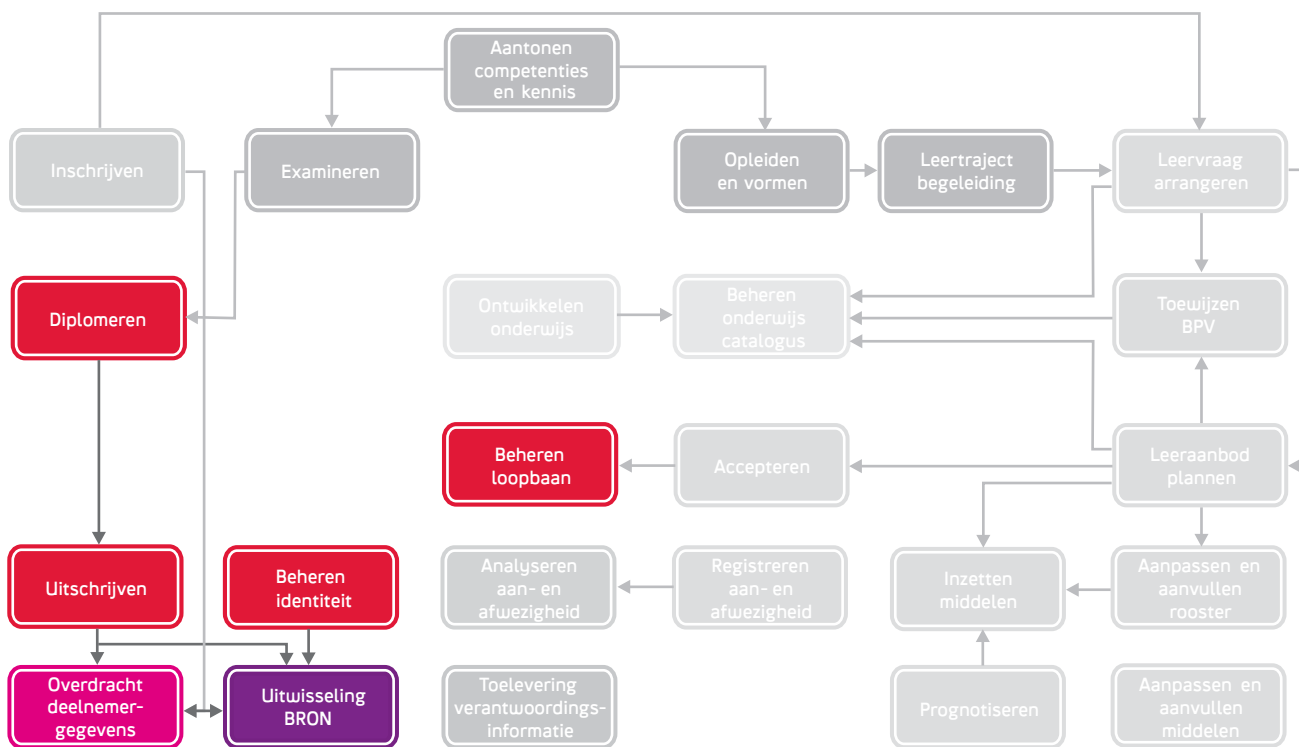 Aantonen
competenties
en kennis
Inschrijven
Examineren
Opleiden
en vormen
Leertraject
begeleiding
Leervraag
arrangeren
Diplomeren
Ontwikkelen
onderwijs
Beheren
onderwijs
catalogus
Toewijzen
BPV
Beheren
loopbaan
Accepteren
Leeraanbod
plannen
Uitschrijven
Beheren
identiteit
Analyseren
aan- en
afwezigheid
Registreren
aan- en
afwezigheid
Inzetten
middelen
Aanpassen en
aanvullen
rooster
Overdracht
deelnemer-
gegevens
Uitwisseling
BRON
Toelevering
verantwoordings-
informatie
Prognotiseren
Aanpassen en
aanvullen
middelen